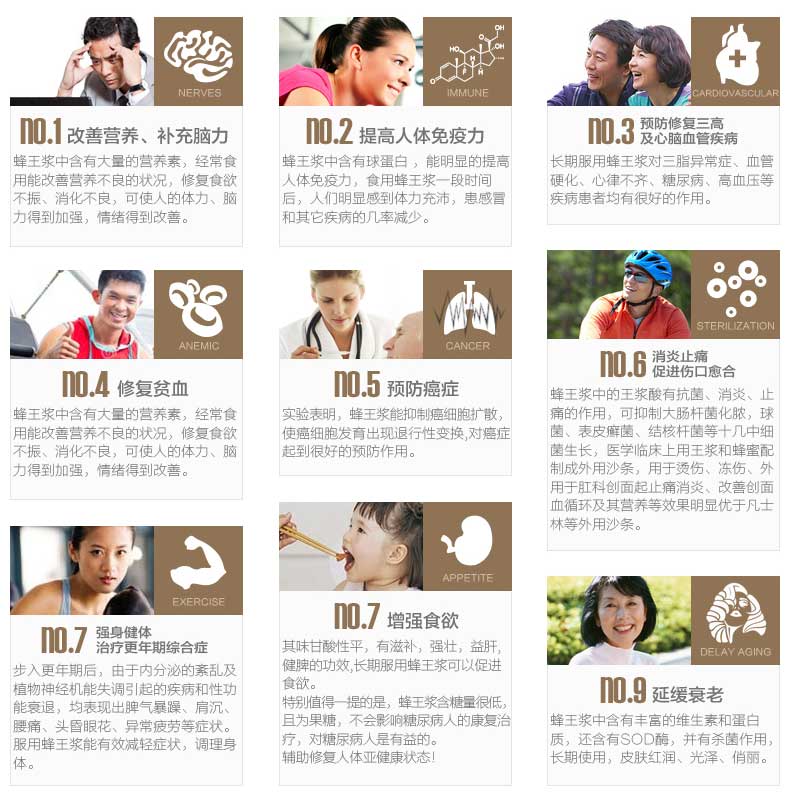 NERVES
NO.1 改善营养、补充脑力
蜂王浆中含有大量的营养素，经常食
用能改善营养不良的状况，修复食欲
不振、消化不良，可使人的体力、脑
力得到加强，情绪得到改善。
IMMUNE
NO.2 提高人体免疫力
蜂王浆中含有球蛋白 ，能明显的提高
人体免疫力，食用蜂王浆一段时间
后，人们明显感到体力充沛，患感冒
和其它疾病的几率减少。
CARDIOVASCULAR
NO.3 预防修复三高
及心脑血管疾病
长期服用蜂王浆对三脂异常症、血管
硬化、心律不齐、糖尿病、高血压等
疾病患者均有很好的作用。
ANEMIC
NO.4 修复贫血
蜂王浆中含有大量的营养素，经常食
用能改善营养不良的状况，修复食欲
不振、消化不良，可使人的体力、脑
力得到加强，情绪得到改善。
CANCER
NO.5 预防癌症
实验表明，蜂王浆能抑制癌细胞扩散，
使癌细胞发育出现退行性变换,对癌症
起到很好的预防作用。
STERILIZATION
NO.6 消炎止痛
促进伤口愈合
蜂王浆中的王浆酸有抗菌、消炎、止
痛的作用，可抑制大肠杆菌化脓，球
菌、表皮癣菌、结核杆菌等十几中细
菌生长，医学临床上用王浆和蜂蜜配
制成外用沙条，用于烫伤、冻伤、外
用于肛科创面起止痛消炎、改善创面
血循环及其营养等效果明显优于凡士
林等外用沙条。
EXERCISE
NO.7 强身健体
治疗更年期综合症
步入更年期后，由于内分泌的紊乱及
植物神经机能失调引起的疾病和性功
能衰退，均表现出脾气暴躁、肩沉、
腰痛、头昏眼花、异常疲劳等症状。
服用蜂王浆能有效减轻症状，调理身
体。
APPETITE
NO.7 增强食欲
其味甘酸性平，有滋补，强壮，益肝,
健脾的功效,长期服用蜂王浆可以促进
食欲。
特别值得一提的是，蜂王浆含糖量很低，
且为果糖，不会影响糖尿病人的康复治
疗，对糖尿病人是有益的。
辅助修复人体亚健康状态！
DELAY AGING
NO.9 延缓衰老
蜂王浆中含有丰富的维生素和蛋白
质，还含有SOD酶，并有杀菌作用，
长期使用，皮肤红润、光泽、俏丽。